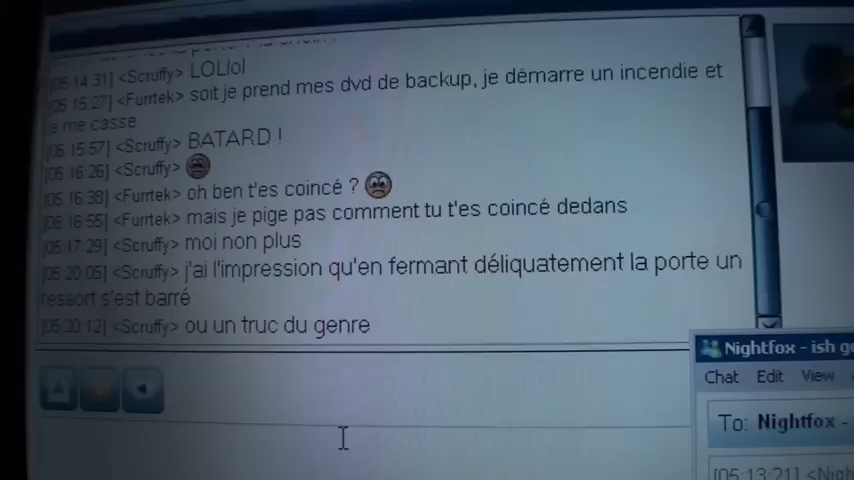 [05:14:31] <Scruffy> LOLlol
[05:15:27] <Furrtek> soit je prend mes dvd de backup, je démarre un incendie et
je me casse
[05:15:57] <Scruffy> BATARD !
[05:16:26] <Scruffy>
[05:16:38] <Furrtek> oh ben t'es coincé ?
[05:16:55] <Furrtek> mais je pige pas comment tu t'es coincé dedans
[05:17:29] <Scruffy> moi non plus
[05:20:05] <Scruffy> j'ai l'impression qu'en fermant déliquatement la porte un
ressort s'est barré
[05:20:12] <Scruffy> ou un truc du genre
Nightfox - ish
Chat Edit View
To: Nightfox -
[05:13:21]